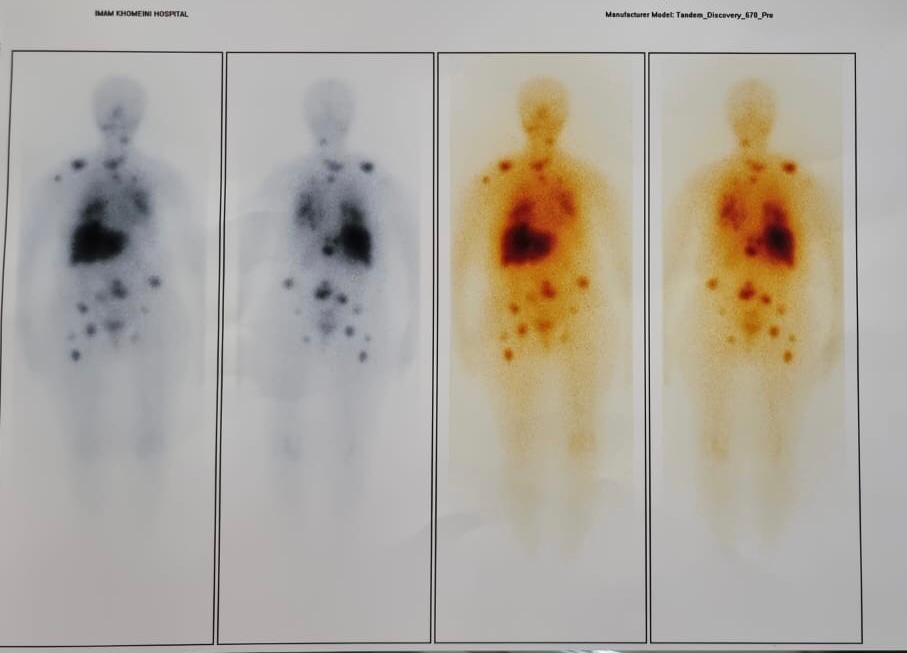 IMAM KHOMEINI HOSPITAL
Manufacturer Model: Tandem_Discovery_670_Pro